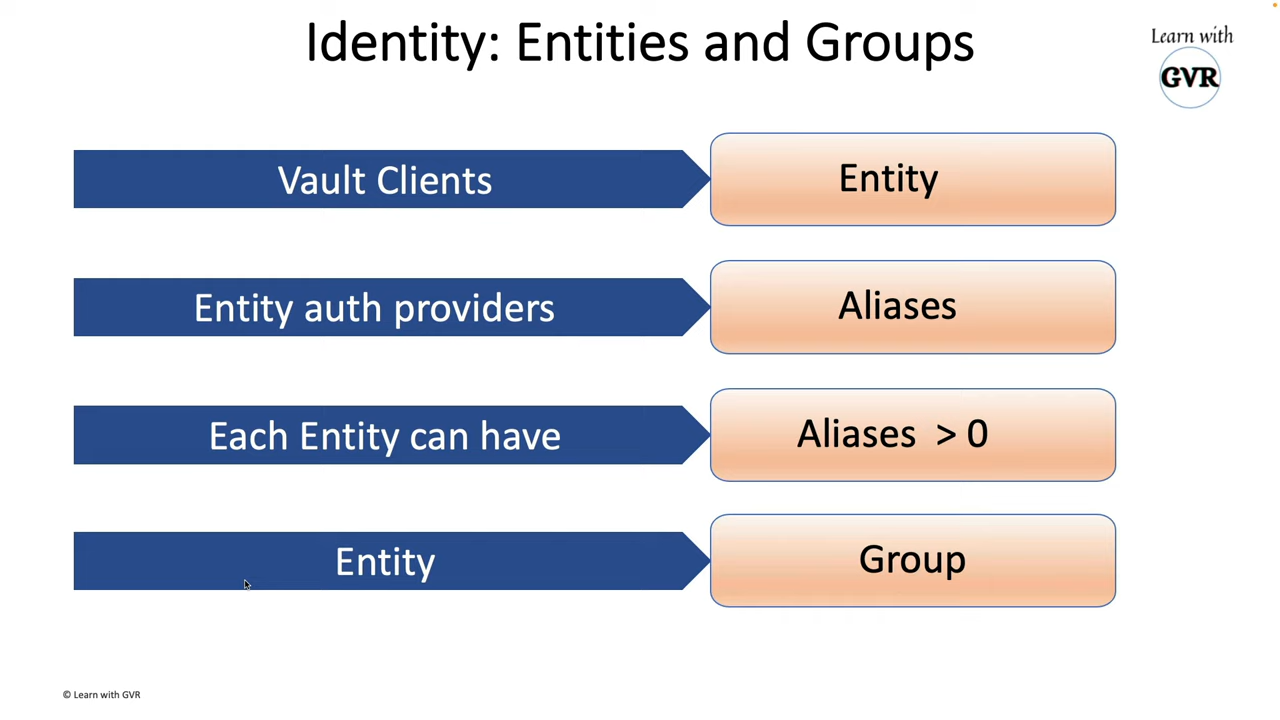 Identity: Entities and Groups
Learn with
GVR
Vault Clients
Entity
Entity auth providers
Aliases
Each Entity can have
Aliases > 0
Entity
Group
© Learn with GVR